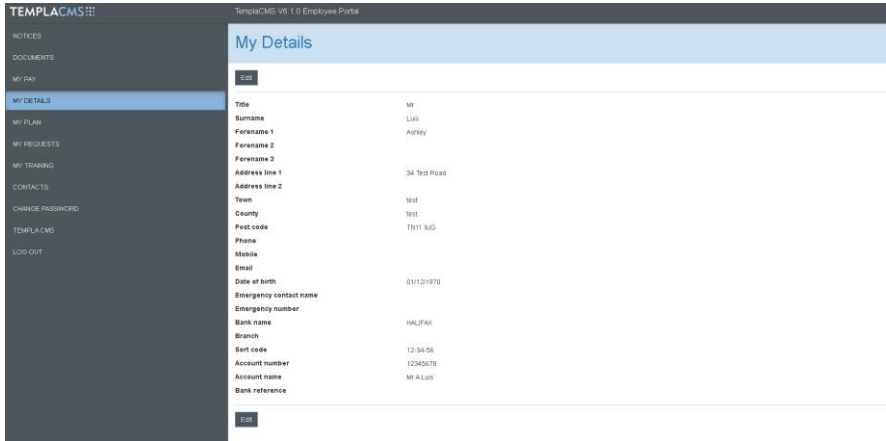 TEMPLACMS
TemplaCMS V6.1.0 Employee Portal
NOTICES
DOCUMENTS
MY PAY
MY DETAILS
MY PLAN
MY REQUESTS
MY TRAINING
CONTACTS
CHANGE PASSWORD
TEMPLA CMS
LOG OUT
My Details
Edit
Title Mr
Surname Luis
Forename 1 Ashley
Forename 2
Forename 3
Address line 1 34 Test Road
Address line 2
Town test
County test
Post code TN11
Phone
Mobile
Email
Date of birth 01/12/1970
Emergency contact name
Emergency number
Bank name HALIFAX
Branch
Sort code 12-34-56
Account number 12345678
Account name Mr A Luis
Bank reference
Edit